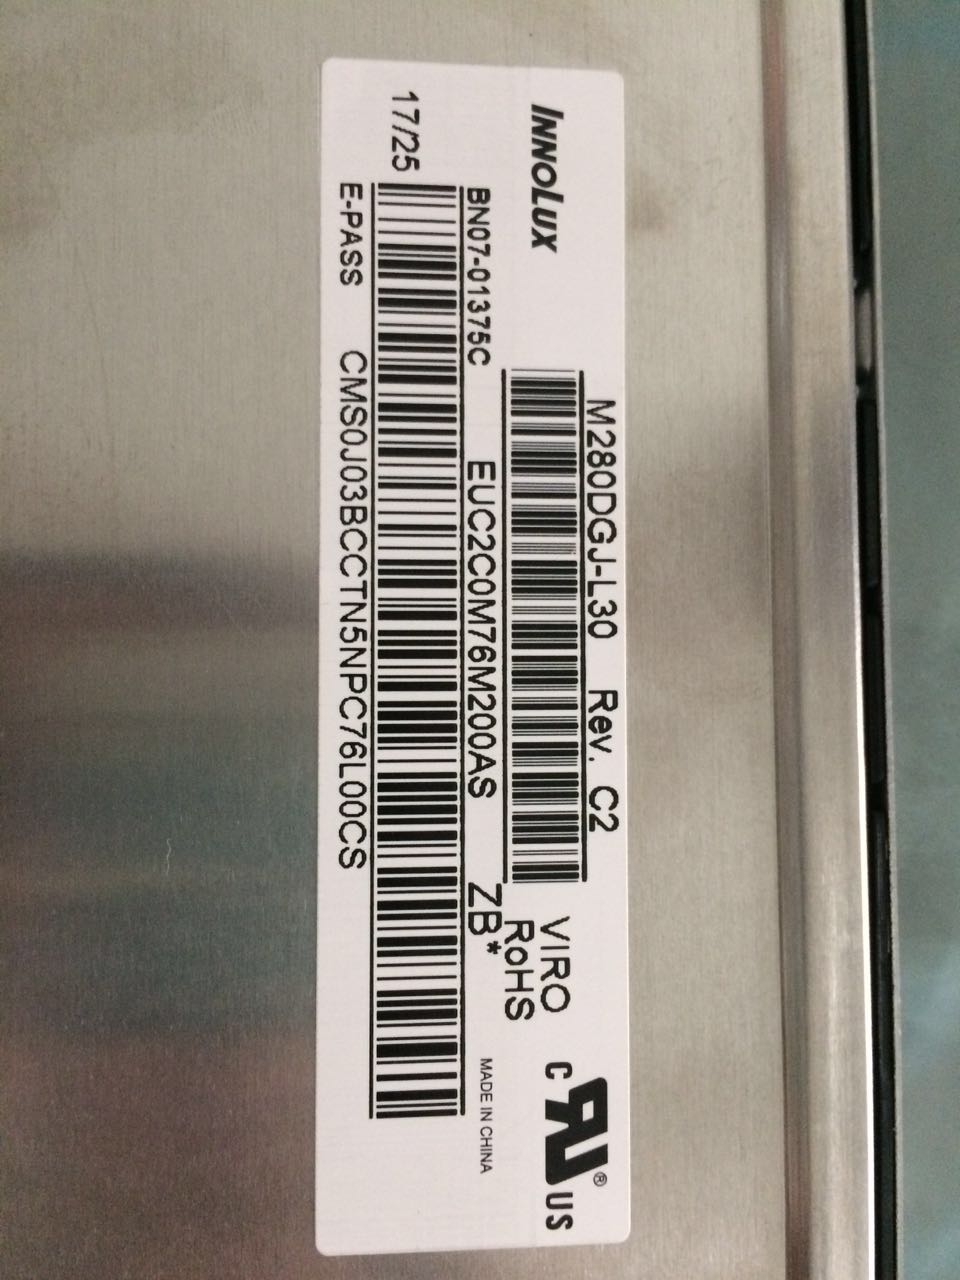 INNOLUX
M280DGJ-L30 Rev. C2
VIRO
RoHS
C UR ® US
BN07-01375C EUC2C0M76M200AS ZB*
MADE IN CHINA
17/25
E-PASS CMS0J03BCCTN5NPC76L00CS